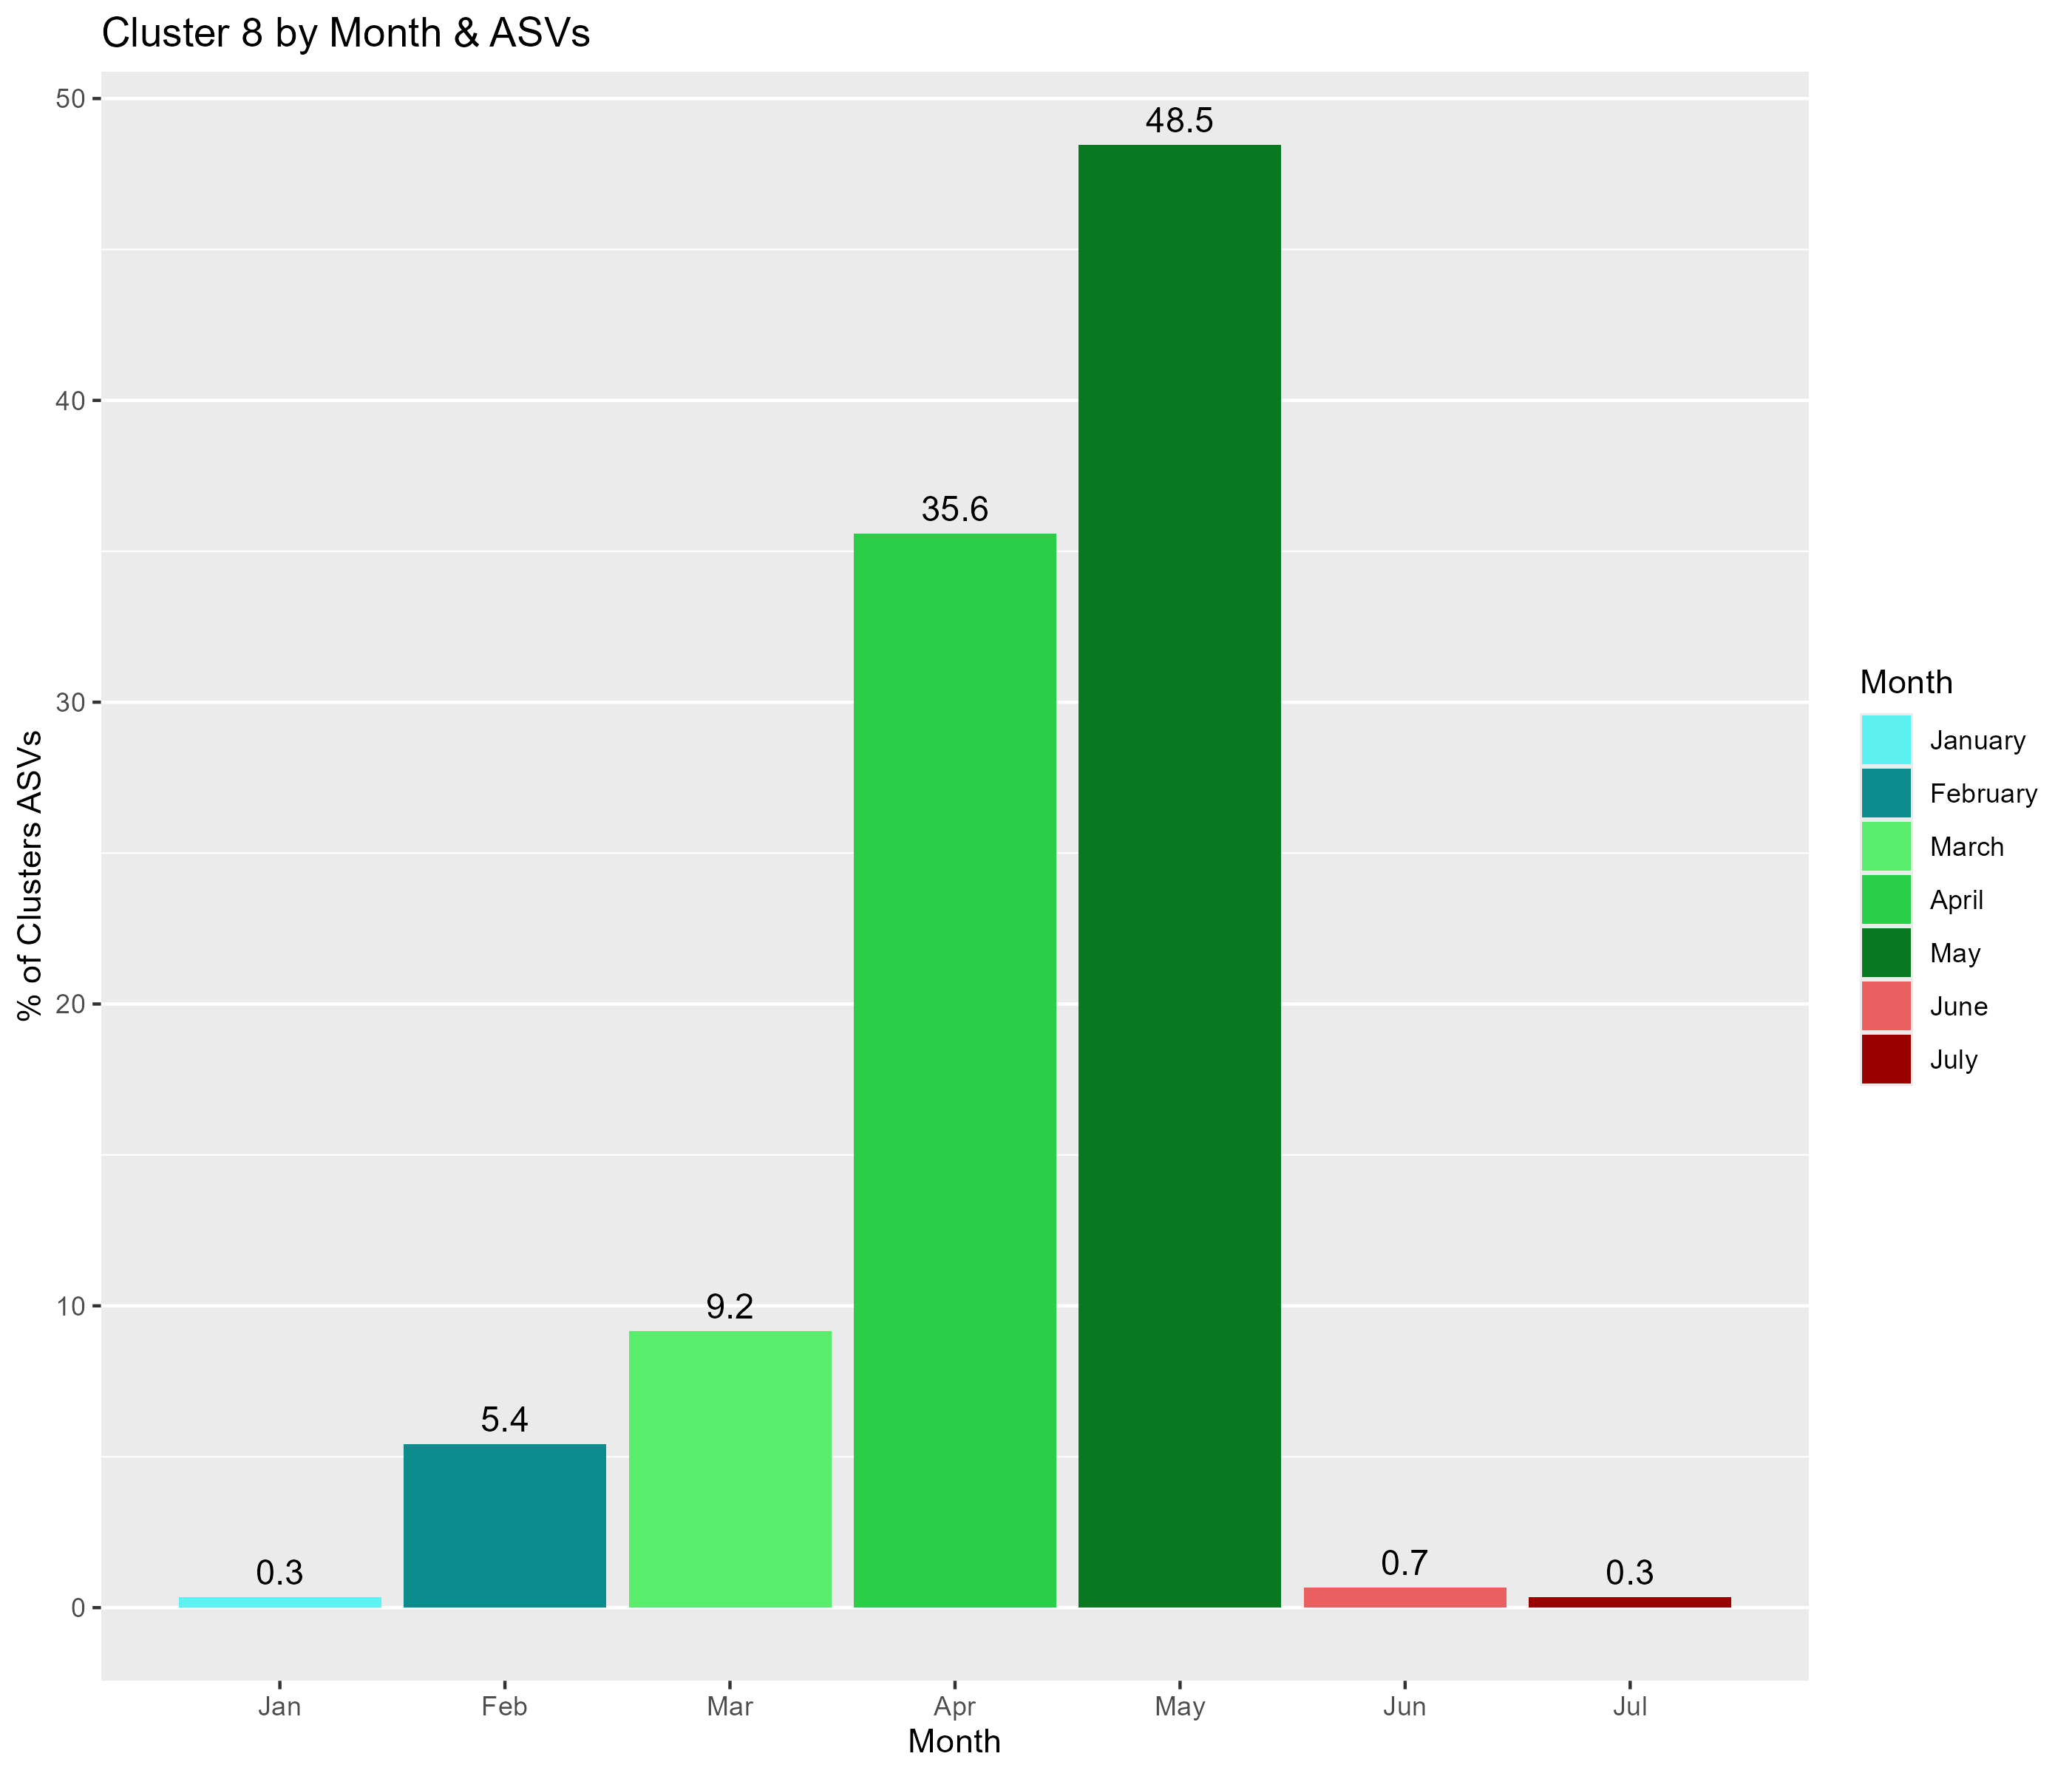 Cluster 8 by Month & ASVs
% of Clusters ASVs
50
40
30
20
10
0
0.3
5.4
9.2
35.6
48.5
0.7
0.3
Jan
Feb
Mar
Apr
May
Jun
Jul
Month
Month
January
February
March
April
May
June
July